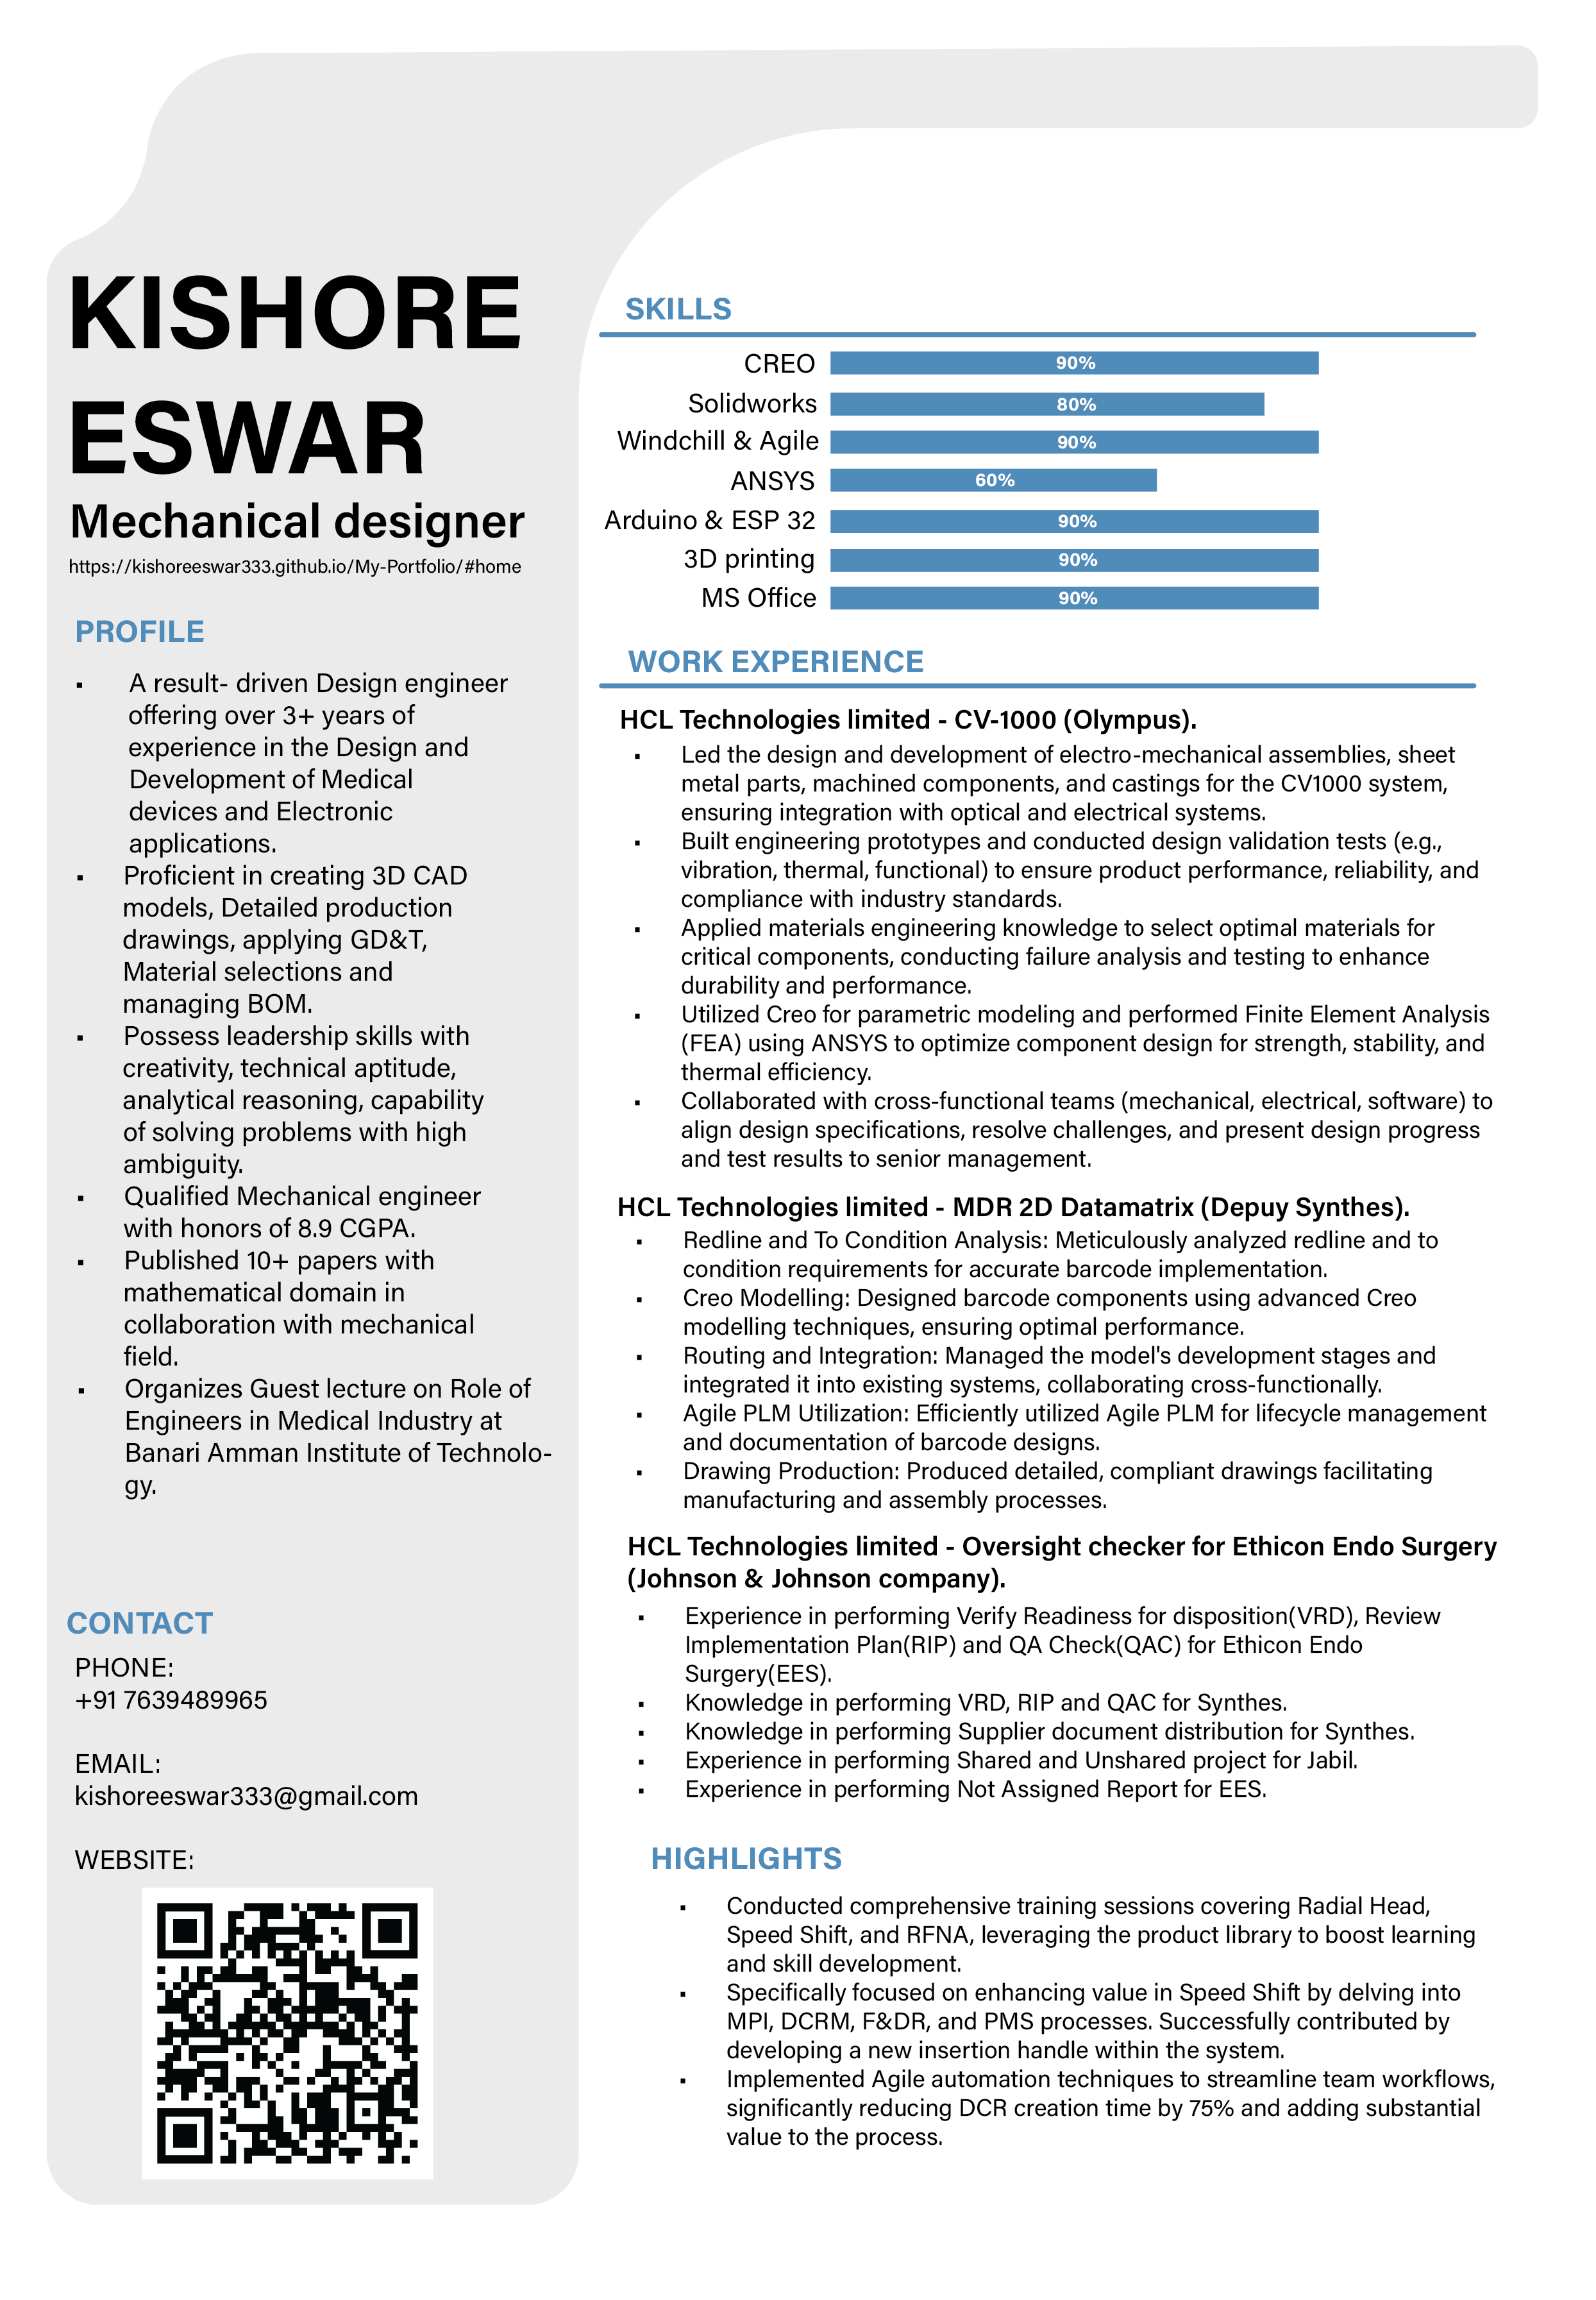 KISHORE
ESWAR
Mechanical designer
https://kishoreeswar333.github.io/My-Portfolio/#home
PROFILE
▪ A result- driven Design engineer
offering over 3+ years of
experience in the Design and
Development of Medical
devices and Electronic
applications.
▪ Proficient in creating 3D CAD
models, Detailed production
drawings, applying GD&T,
Material selections and
managing BOM.
▪ Possess leadership skills with
creativity, technical aptitude,
analytical reasoning, capability
of solving problems with high
ambiguity.
▪ Qualified Mechanical engineer
with honors of 8.9 CGPA.
▪ Published 10+ papers with
mathematical domain in
collaboration with mechanical
field.
▪ Organizes Guest lecture on Role of
Engineers in Medical Industry at
Banari Amman Institute of Technolo-
gy.
CONTACT
PHONE:
+91 7639489965
EMAIL:
kishoreeswar333@gmail.com
WEBSITE:
SKILLS
CREO 90%
Solidworks 80%
Windchill & Agile 90%
ANSYS 60%
Arduino & ESP 32 90%
3D printing 90%
MS Office 90%
WORK EXPERIENCE
HCL Technologies limited - CV-1000 (Olympus).
▪ Led the design and development of electro-mechanical assemblies, sheet
metal parts, machined components, and castings for the CV1000 system,
ensuring integration with optical and electrical systems.
▪ Built engineering prototypes and conducted design validation tests (e.g.,
vibration, thermal, functional) to ensure product performance, reliability, and
compliance with industry standards.
▪ Applied materials engineering knowledge to select optimal materials for
critical components, conducting failure analysis and testing to enhance
durability and performance.
▪ Utilized Creo for parametric modeling and performed Finite Element Analysis
(FEA) using ANSYS to optimize component design for strength, stability, and
thermal efficiency.
▪ Collaborated with cross-functional teams (mechanical, electrical, software) to
align design specifications, resolve challenges, and present design progress
and test results to senior management.
HCL Technologies limited - MDR 2D Datamatrix (Depuy Synthes).
▪ Redline and To Condition Analysis: Meticulously analyzed redline and to
condition requirements for accurate barcode implementation.
▪ Creo Modelling: Designed barcode components using advanced Creo
modelling techniques, ensuring optimal performance.
▪ Routing and Integration: Managed the model's development stages and
integrated it into existing systems, collaborating cross-functionally.
▪ Agile PLM Utilization: Efficiently utilized Agile PLM for lifecycle management
and documentation of barcode designs.
▪ Drawing Production: Produced detailed, compliant drawings facilitating
manufacturing and assembly processes.
HCL Technologies limited - Oversight checker for Ethicon Endo Surgery
(Johnson & Johnson company).
▪ Experience in performing Verify Readiness for disposition(VRD), Review
Implementation Plan(RIP) and QA Check(QAC) for Ethicon Endo
Surgery(EES).
▪ Knowledge in performing VRD, RIP and QAC for Synthes.
▪ Knowledge in performing Supplier document distribution for Synthes.
▪ Experience in performing Shared and Unshared project for Jabil.
▪ Experience in performing Not Assigned Report for EES.
HIGHLIGHTS
▪ Conducted comprehensive training sessions covering Radial Head,
Speed Shift, and RFNA, leveraging the product library to boost learning
and skill development.
▪ Specifically focused on enhancing value in Speed Shift by delving into
MPI, DCRM, F&DR, and PMS processes. Successfully contributed by
developing a new insertion handle within the system.
▪ Implemented Agile automation techniques to streamline team workflows,
significantly reducing DCR creation time by 75% and adding substantial
value to the process.